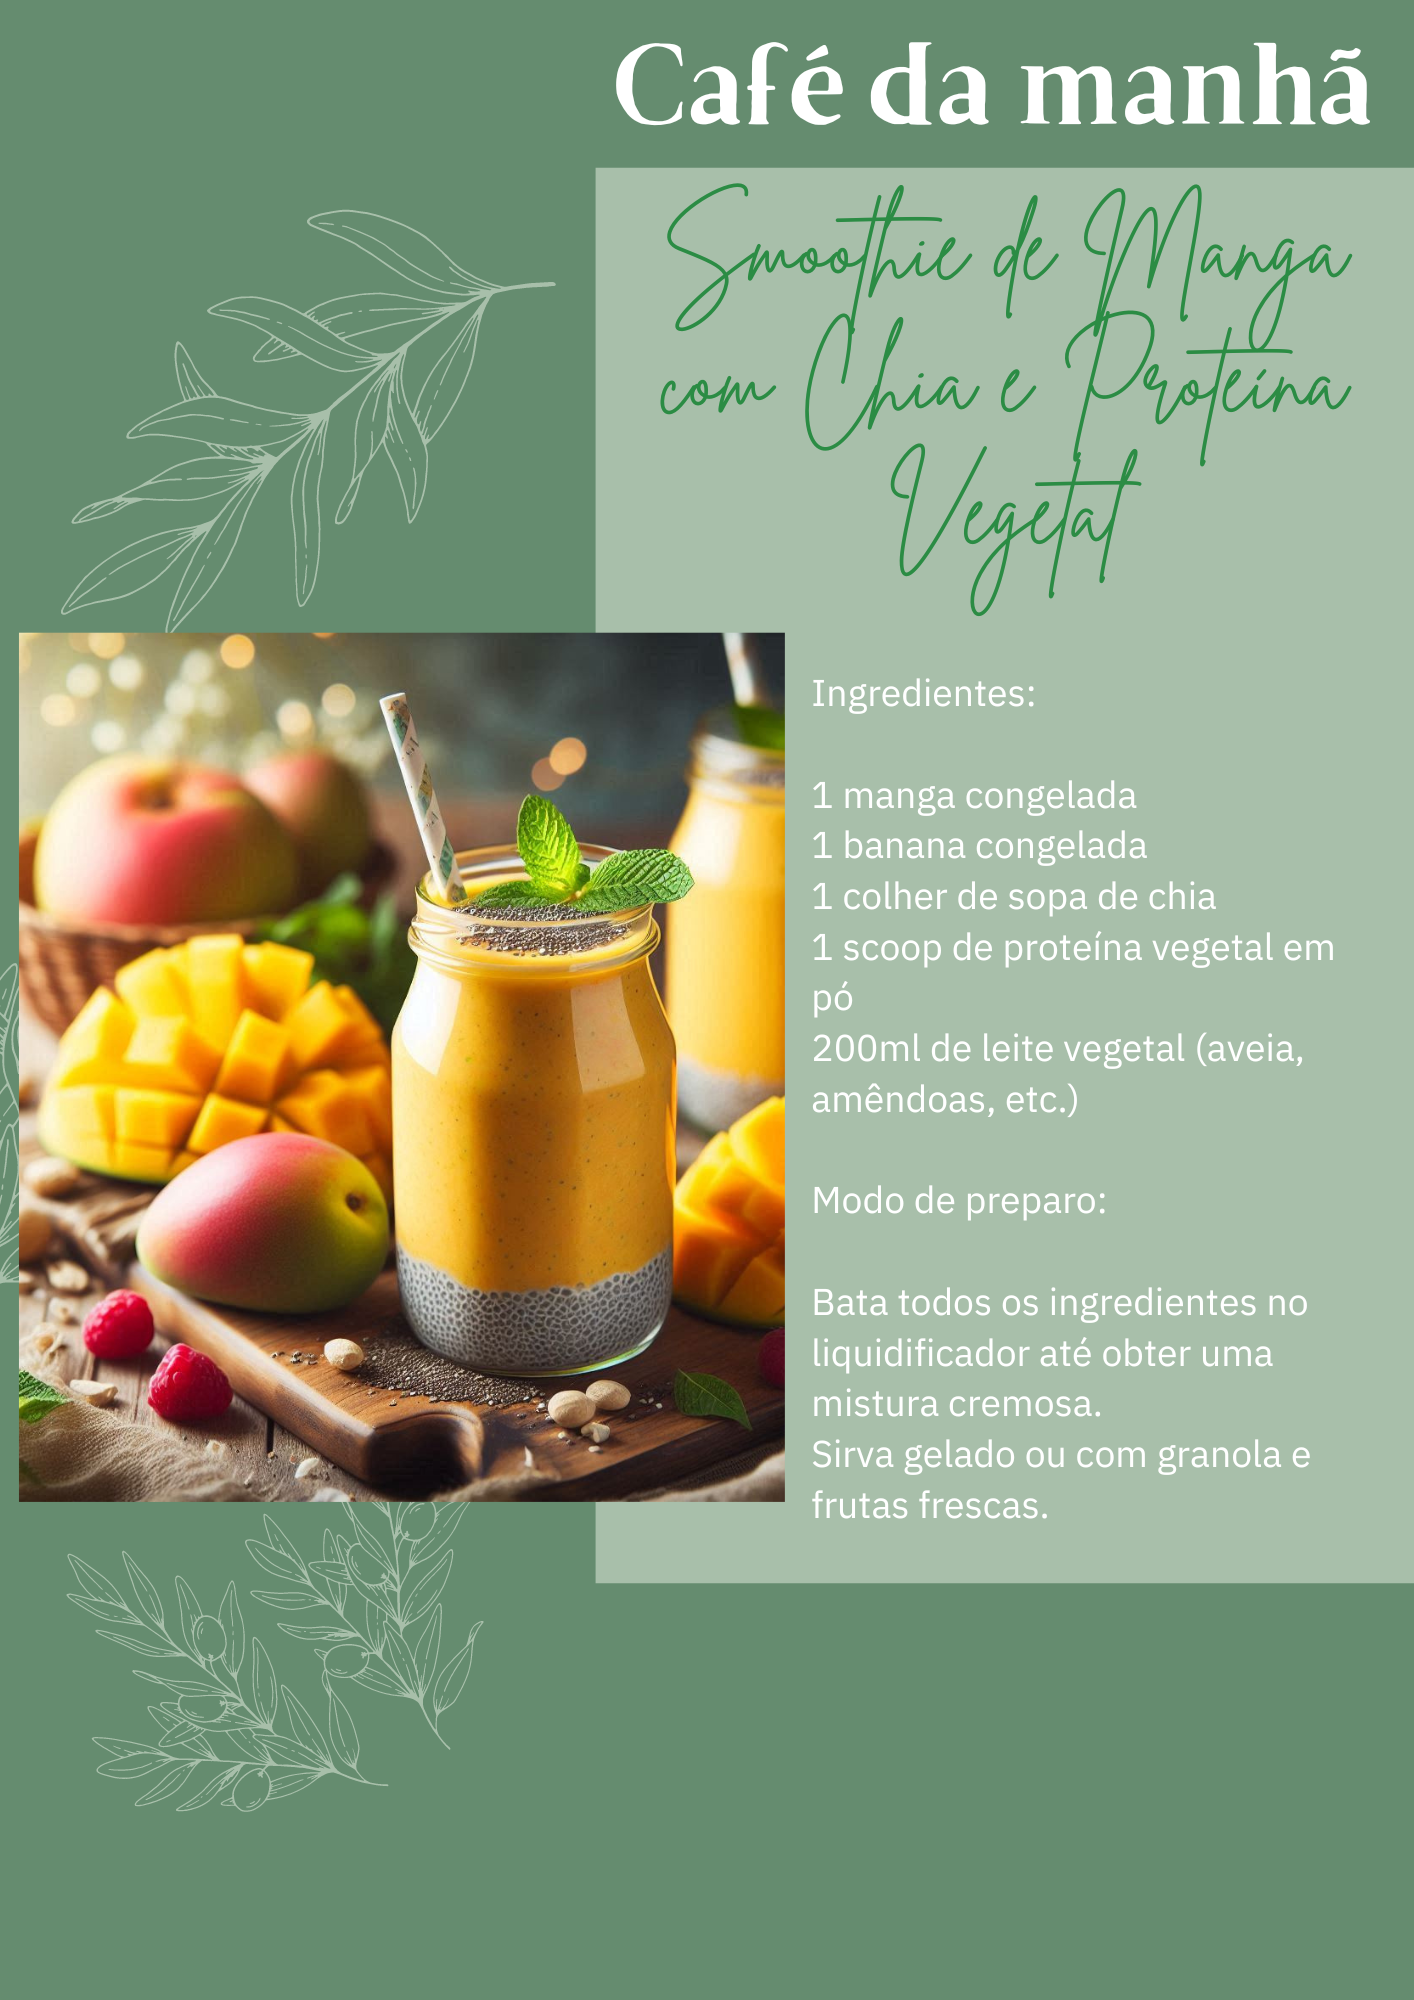 Café da manhã
Smoothie de Manga
com Chia e Proteína
Vegetal
Ingredientes:
1 manga congelada
1 banana congelada
1 colher de sopa de chia
1 scoop de proteína vegetal em
pó
200ml de leite vegetal (aveia,
amêndoas, etc.)
Modo de preparo:
Bata todos os ingredientes no
liquidificador até obter uma
mistura cremosa.
Sirva gelado ou com granola e
frutas frescas.